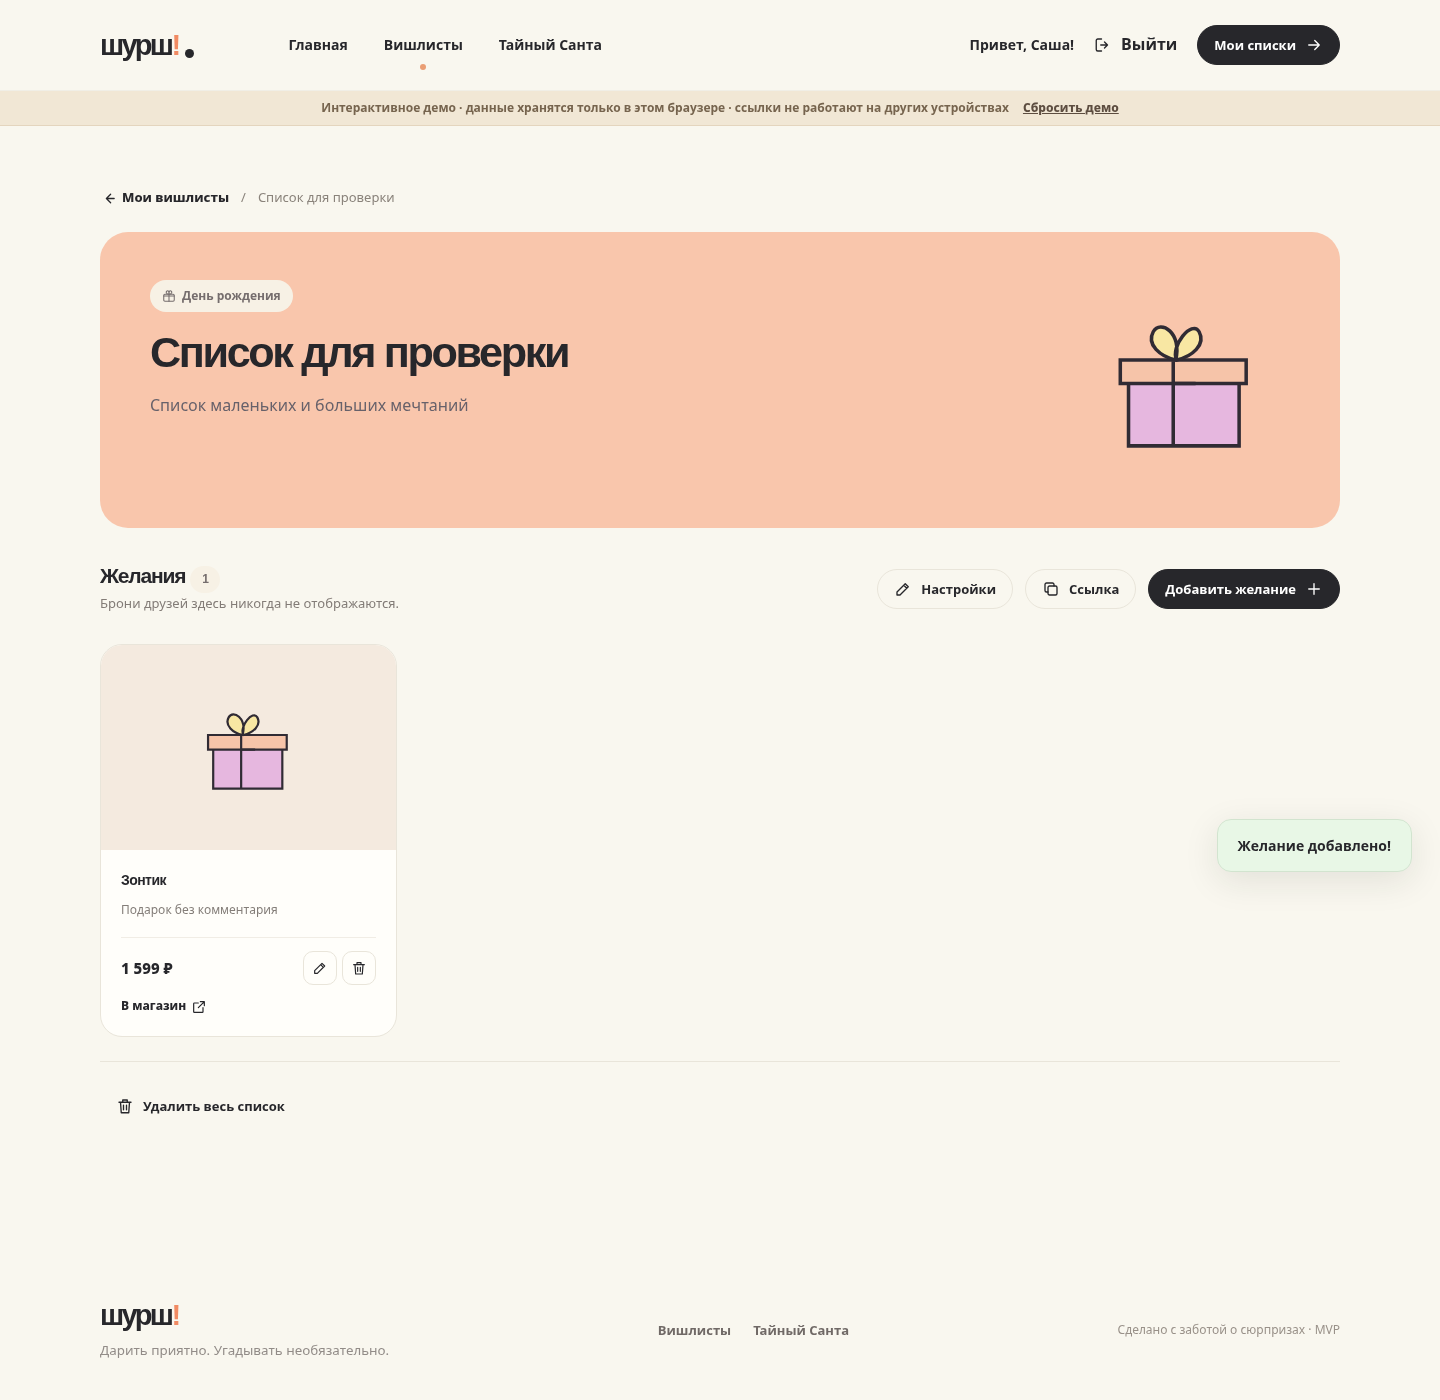 шурш!
Главная
Вишлисты
Тайный Санта
Привет, Саша!
Выйти
Мои списки
Интерактивное демо · данные хранятся только в этом браузере · ссылки не работают на других устройствах
Сбросить демо
Мои вишлисты / Список для проверки
День рождения
Список для проверки
Список маленьких и больших мечтаний
Желания 1
Брони друзей здесь никогда не отображаются.
Настройки
Ссылка
Добавить желание
Зонтик
Подарок без комментария
1 599 ₽
В магазин
Желание добавлено!
Удалить весь список
шурш!
Дарить приятно. Угадывать необязательно.
Вишлисты
Тайный Санта
Сделано с заботой о сюрпризах · MVP